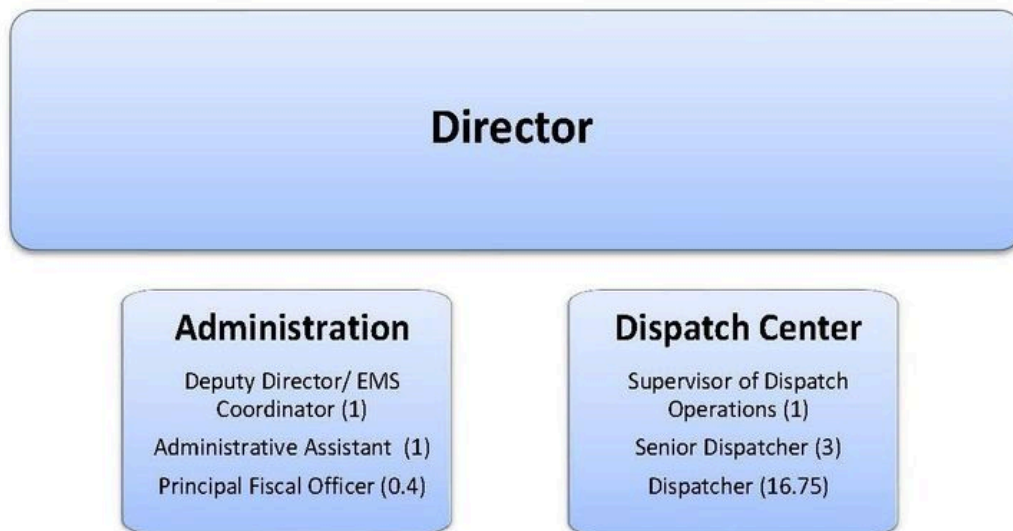 Director
Administration
Deputy Director/ EMS
Coordinator (1)
Administrative Assistant (1)
Principal Fiscal Officer (0.4)
Dispatch Center
Supervisor of Dispatch
Operations (1)
Senior Dispatcher (3)
Dispatcher (16.75)